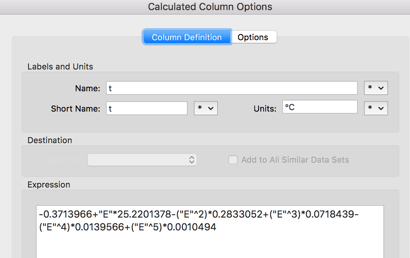 Calculated Column Options
Column Definition Options
Labels and Units
Name: t *
Short Name: t * Units: °C *
Destination
Add to All Similar Data Sets
Expression
-0.3713966+"E"*25.2201378-("E"^2)*0.2833052+("E"^3)*0.0718439-
("E"^4)*0.0139566+("E"^5)*0.0010494